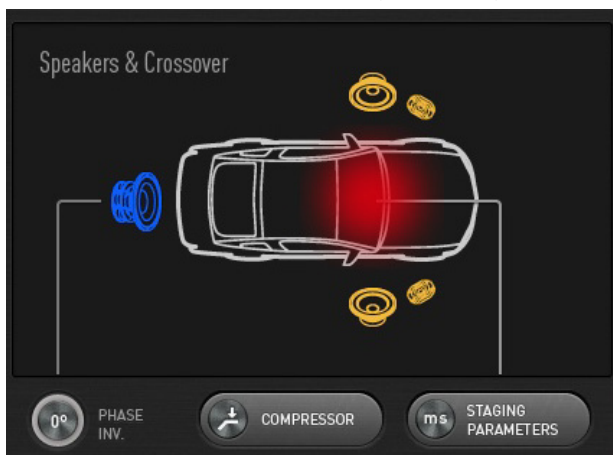 Speakers & Crossover
0°
PHASE
INV.
COMPRESSOR
ms
STAGING
PARAMETERS